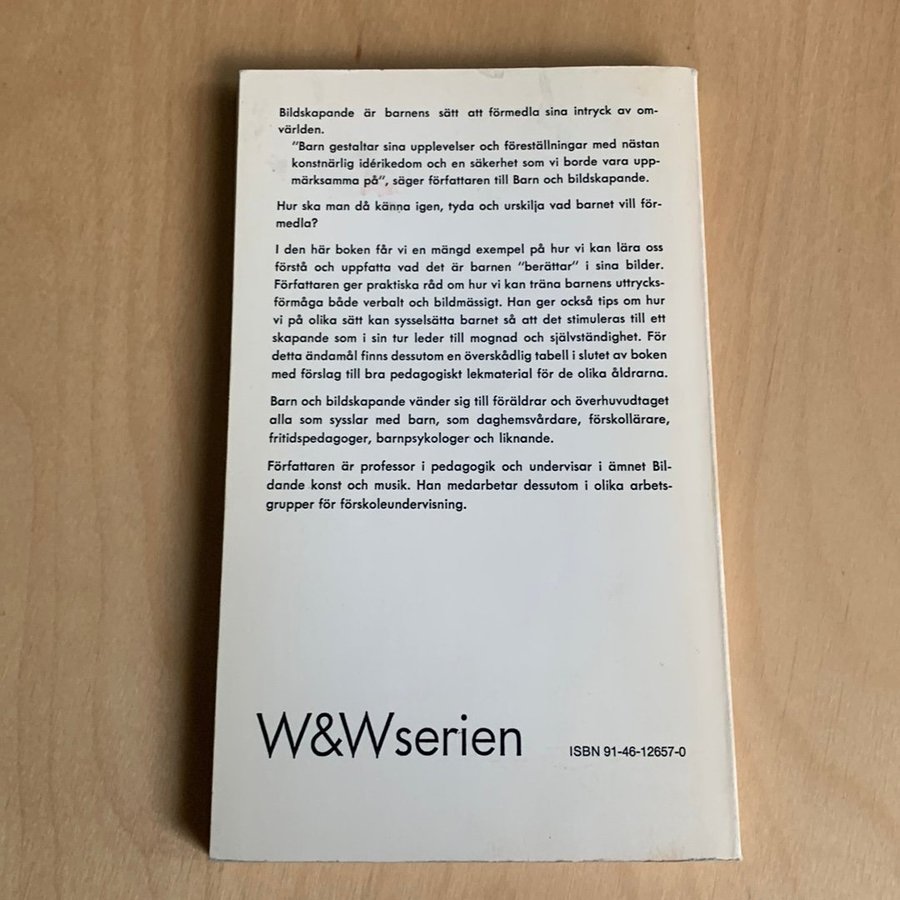 Bildskapande är barnens sätt att förmedla sina intryck av om-
världen.
"Barn gestaltar sina upplevelser och föreställningar med nästan
konstnärlig idérikedom och en säkerhet som vi borde vara upp-
märksamma på", säger författaren till Barn och bildskapande.
Hur ska man då känna igen, tyda och urskilja vad barnet vill för-
medla?
I den här boken får vi en mängd exempel på hur vi kan lära oss
förstå och uppfatta vad det är barnen "berättar" i sina bilder.
Författaren ger praktiska råd om hur vi kan träna barnens uttrycks-
förmåga både verbalt och bildmässigt. Han ger också tips om hur
vi på olika sätt kan sysselsätta barnet så att det stimuleras till ett
skapande som i sin tur leder till mognad och självständighet. För
detta ändamål finns dessutom en överskådlig tabell i slutet av boken
med förslag till bra pedagogiskt lekmaterial för de olika åldrarna.
Barn och bildskapande vänder sig till föräldrar och överhuvudtaget
alla som sysslar med barn, som daghemsvårdare, förskollärare,
fritidspedagoger, barnpsykologer och liknande.
Författaren är professor i pedagogik och undervisar i ämnet Bil-
dande konst och musik. Han medarbetar dessutom i olika arbets-
grupper för förskoleundervisning.
W&Wserien
ISBN 91-46-12657-0